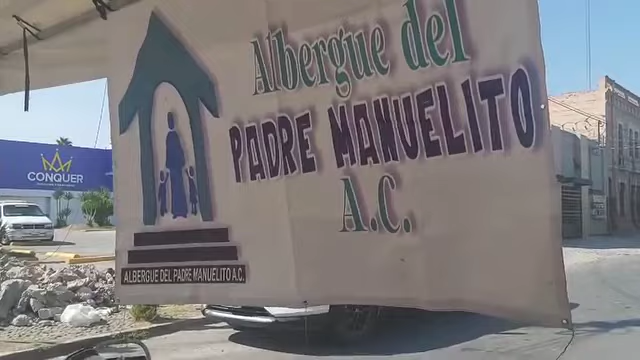 Albergue del
PADRE MANUELITO
A.C.
ALBERGUE DEL PADRE MANUELITO A.C.
CONQUER